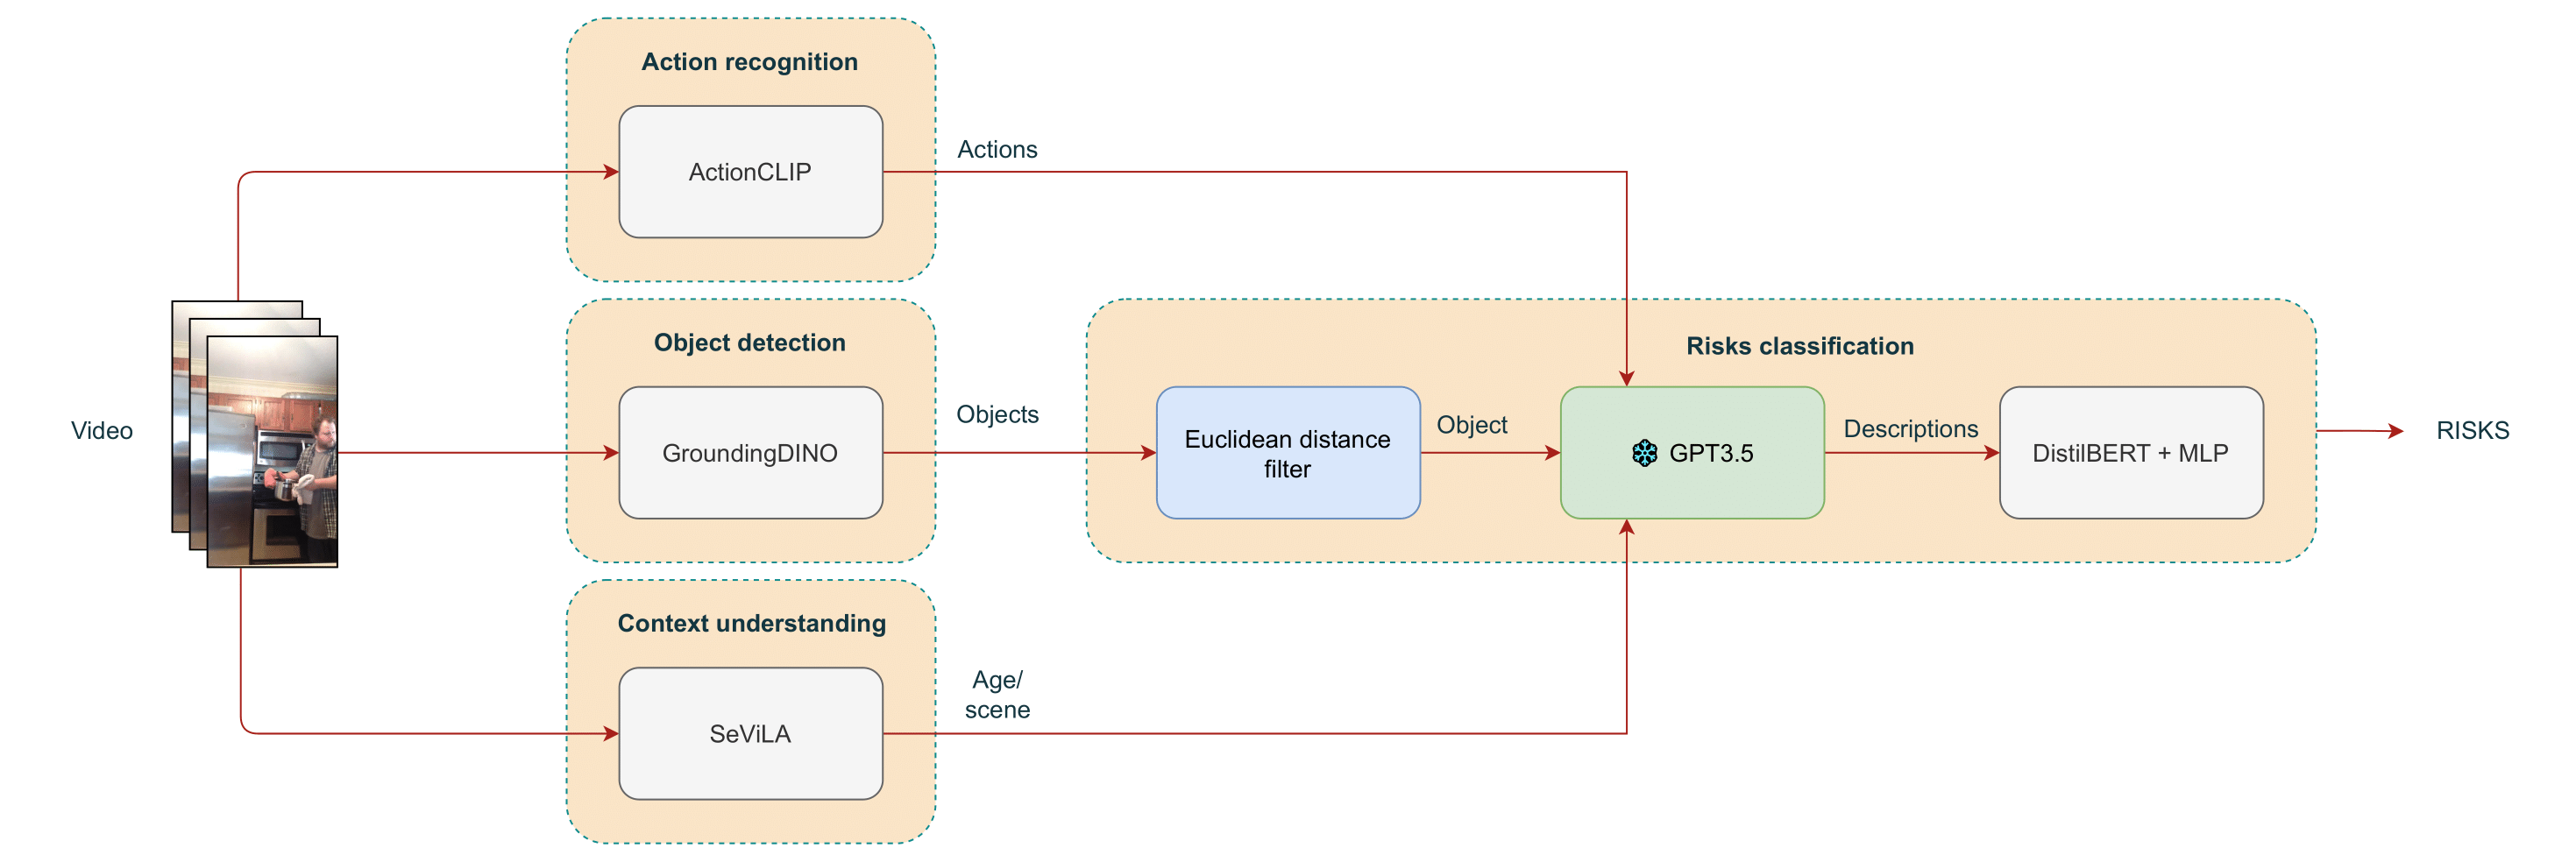 Action recognition
ActionCLIP
Actions
Video
Object detection
GroundingDINO
Objects
Risks classification
Euclidean distance
filter
Object
GPT3.5
Descriptions
DistilBERT + MLP
RISKS
Context understanding
SeViLA
Age/
scene